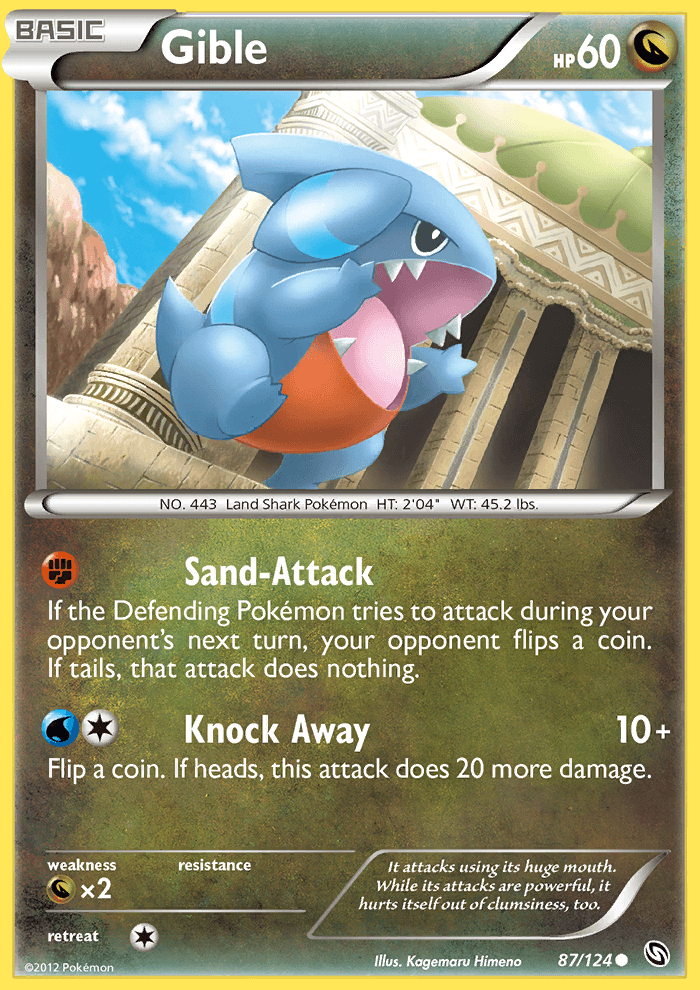 BASIC
Gible
HP60
NO. 443 Land Shark Pokémon HT: 2'04" WT: 45.2 lbs.
Sand-Attack
If the Defending Pokémon tries to attack during your
opponent's next turn, your opponent flips a coin.
If tails, that attack does nothing.
Knock Away 10+
Flip a coin. If heads, this attack does 20 more damage.
weakness resistance
×2
It attacks using its huge mouth.
While its attacks are powerful, it
hurts itself out of clumsiness, too.
retreat
©2012 Pokémon
Illus. Kagemaru Himeno
87/124